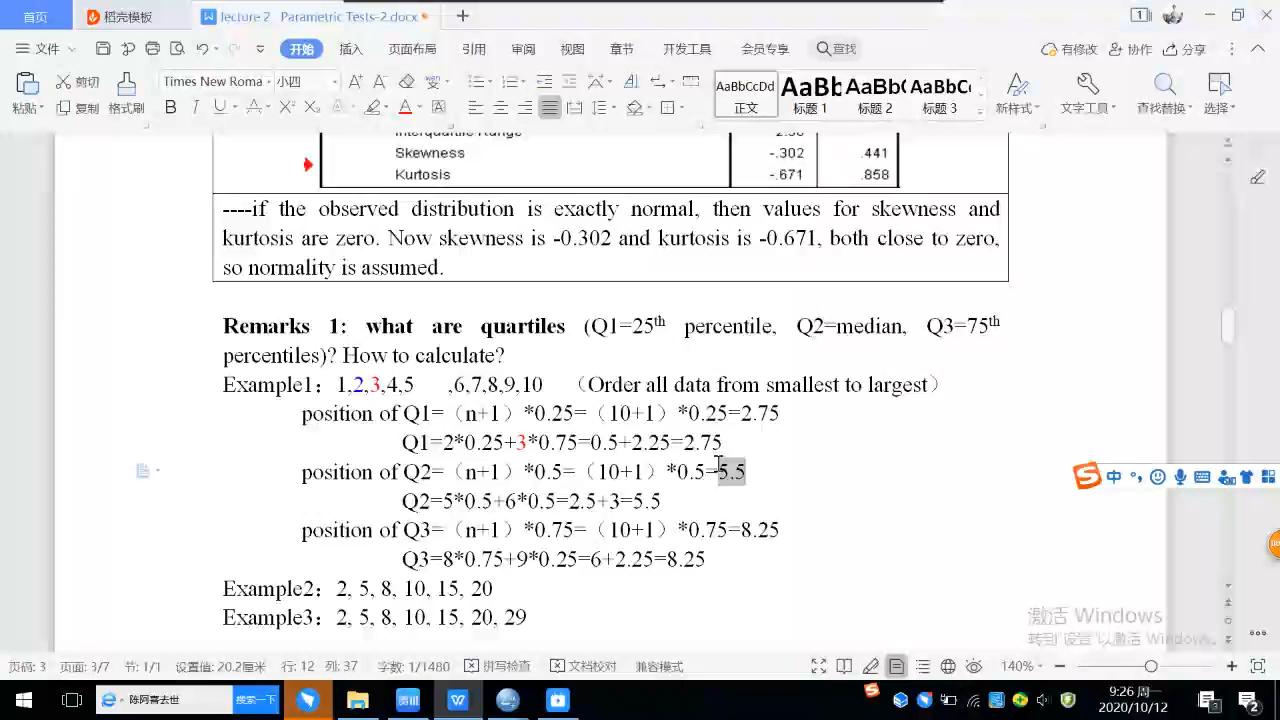 首页 稻壳模板 lecture 2 Parametric Tests-2.docx
文件 开始 插入 页面布局 引用 审阅 视图 章节 开发工具 会员专享 查找 有修改 协作 分享
粘贴 剪切 复制 格式刷 Times New Roma 小四 AaBbCcDd 正文 AaBb 标题 1 AaBb( 标题 2 AaBbC( 标题 3 新样式 文字工具 查找替换 选择
Interquartile Range 2.38
Skewness -.302 .441
Kurtosis -.671 .858
----if the observed distribution is exactly normal, then values for skewness and
kurtosis are zero. Now skewness is -0.302 and kurtosis is -0.671, both close to zero,
so normality is assumed.
Remarks 1: what are quartiles (Q1=25th percentile, Q2=median, Q3=75th
percentiles)? How to calculate?
Example1：1,2,3,4,5 ,6,7,8,9,10 （Order all data from smallest to largest）
position of Q1=（n+1）*0.25=（10+1）*0.25=2.75
Q1=2*0.25+3*0.75=0.5+2.25=2.75
position of Q2=（n+1）*0.5=（10+1）*0.5=5.5
Q2=5*0.5+6*0.5=2.5+3=5.5
position of Q3=（n+1）*0.75=（10+1）*0.75=8.25
Q3=8*0.75+9*0.25=6+2.25=8.25
Example2：2, 5, 8, 10, 15, 20
Example3：2, 5, 8, 10, 15, 20, 29
中
激活 Windows
转到"设置"以激活 Windows
页码: 3 页面: 3/7 节: 1/1 设置值: 20.2厘米 行: 12 列: 37 字数: 1/1480 拼写检查 文档校对 兼容模式 140%
陈阿喜去世 搜索一下 9:26 周一
2020/10/12